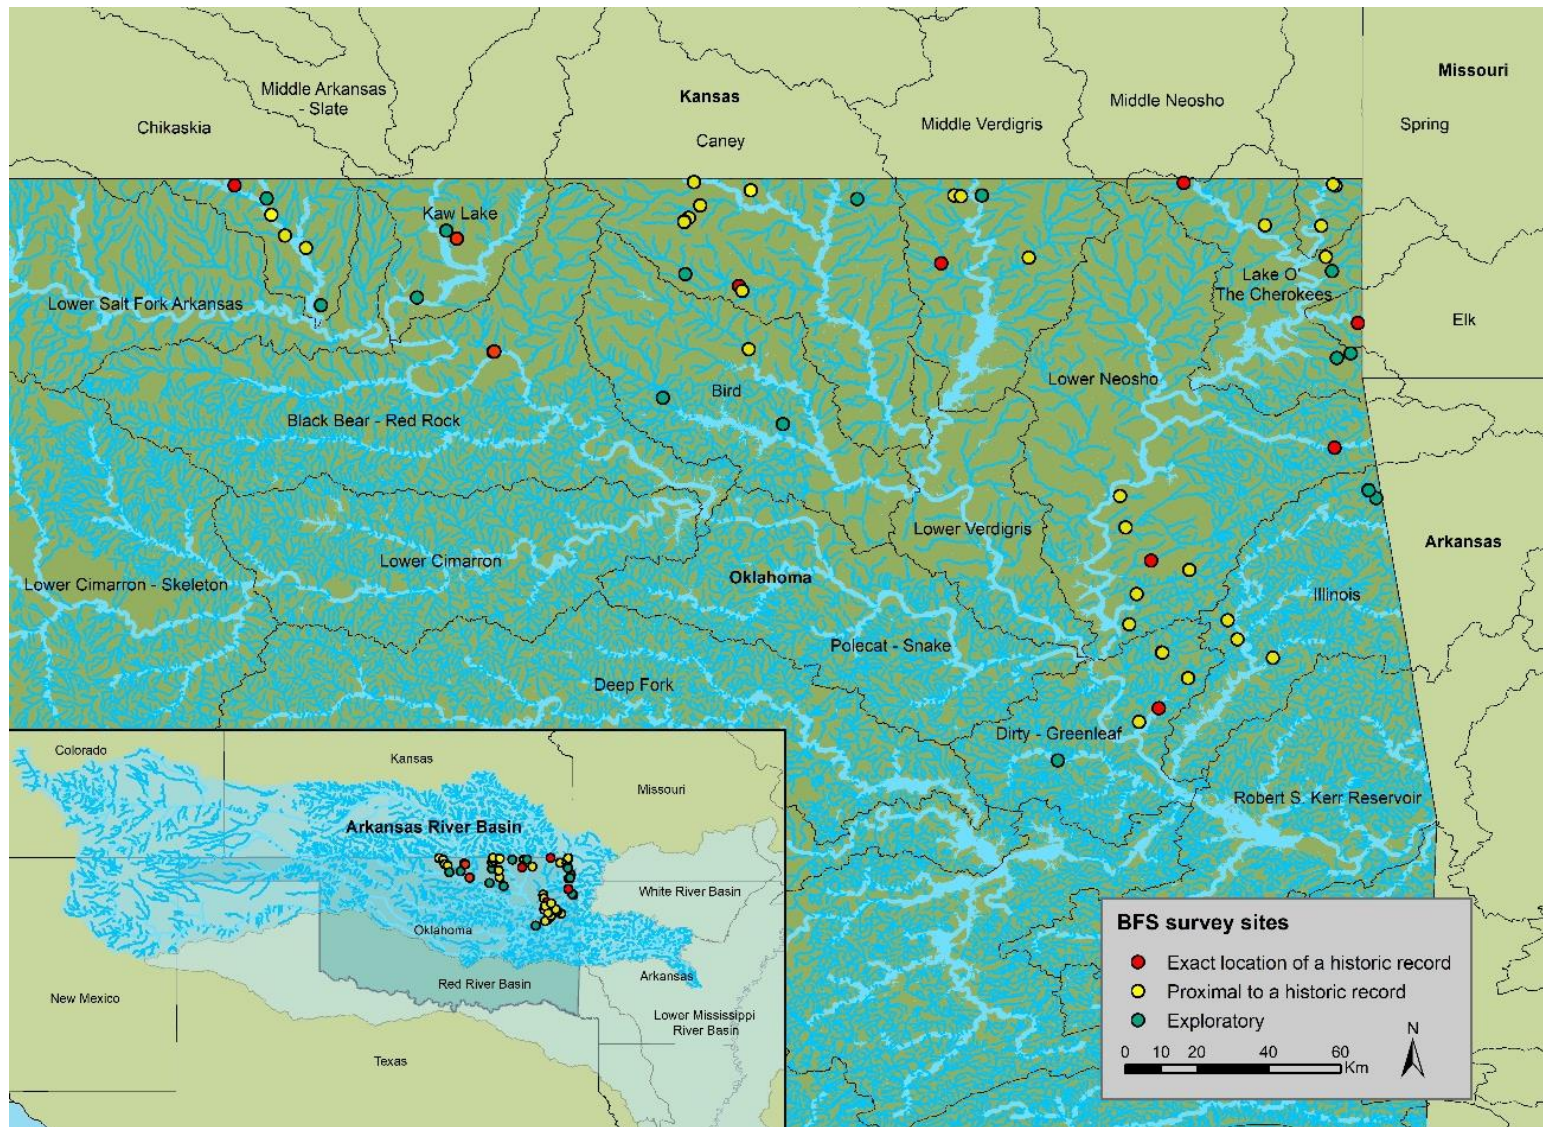 Missouri
Middle Arkansas
- Slate
Kansas
Middle Neosho
Chikaskia
Caney
Middle Verdigris
Spring
Kaw Lake
Lake O'
The Cherokees
Lower Salt Fork Arkansas
Elk
Lower Neosho
Bird
Black Bear - Red Rock
Lower Verdigris
Arkansas
Lower Cimarron
Lower Cimarron - Skeleton
Oklahoma
Illinois
Polecat - Snake
Deep Fork
Dirty - Greenleaf
Robert S. Kerr Reservoir
Colorado
Kansas
Missouri
Arkansas River Basin
White River Basin
Oklahoma
Arkansas
Red River Basin
New Mexico
Lower Mississippi
River Basin
Texas
BFS survey sites
Exact location of a historic record
Proximal to a historic record
Exploratory
N
0 10 20 40 60
Km